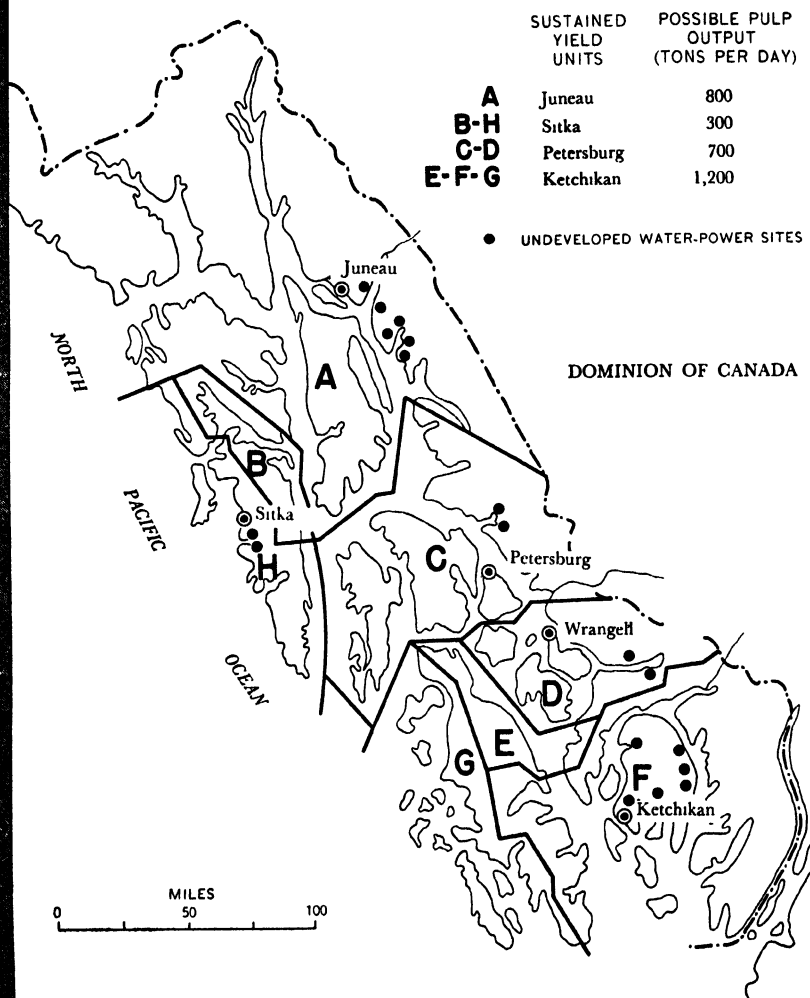 SUSTAINED YIELD UNITS
POSSIBLE PULP OUTPUT (TONS PER DAY)
A Juneau 800
B-H Sitka 300
C-D Petersburg 700
E-F-G Ketchikan 1,200
UNDEVELOPED WATER-POWER SITES
Juneau
NORTH
DOMINION OF CANADA
A
B
Sitka
PACIFIC
H
C
Petersburg
Wrangell
OCEAN
D
E
G
F
Ketchikan
MILES
0 50 100